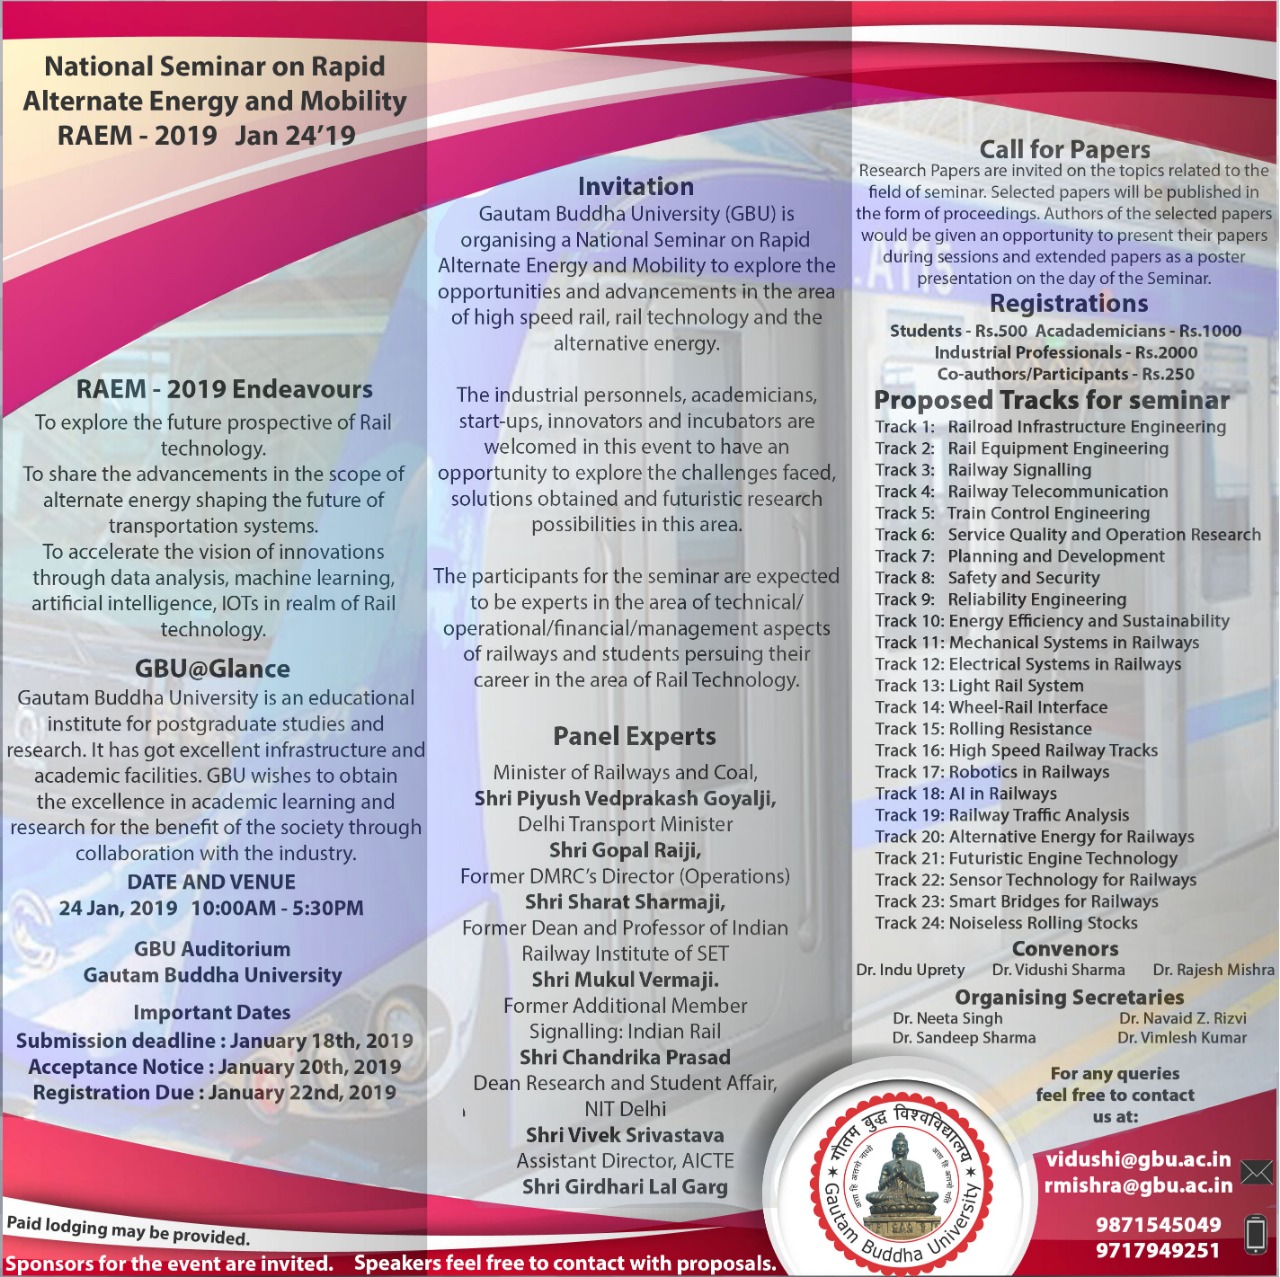 National Seminar on Rapid
Alternate Energy and Mobility
RAEM - 2019 Jan 24'19
RAEM - 2019 Endeavours
To explore the future prospective of Rail
technology.
To share the advancements in the scope of
alternate energy shaping the future of
transportation systems.
To accelerate the vision of innovations
through data analysis, machine learning,
artificial intelligence, IOTs in realm of Rail
technology.
GBU@Glance
Gautam Buddha University is an educational
institute for postgraduate studies and
research. It has got excellent infrastructure and
academic facilities. GBU wishes to obtain
the excellence in academic learning and
research for the benefit of the society through
collaboration with the industry.
DATE AND VENUE
24 Jan, 2019 10:00AM - 5:30PM
GBU Auditorium
Gautam Buddha University
Important Dates
Submission deadline : January 18th, 2019
Acceptance Notice : January 20th, 2019
Registration Due : January 22nd, 2019
Paid lodging may be provided.
Sponsors for the event are invited. Speakers feel free to contact with proposals.
Invitation
Gautam Buddha University (GBU) is
organising a National Seminar on Rapid
Alternate Energy and Mobility to explore the
opportunities and advancements in the area
of high speed rail, rail technology and the
alternative energy.
The industrial personnels, academicians,
start-ups, innovators and incubators are
welcomed in this event to have an
opportunity to explore the challenges faced,
solutions obtained and futuristic research
possibilities in this area.
The participants for the seminar are expected
to be experts in the area of technical/
operational/financial/management aspects
of railways and students persuing their
career in the area of Rail Technology.
Panel Experts
Minister of Railways and Coal,
Shri Piyush Vedprakash Goyalji,
Delhi Transport Minister
Shri Gopal Raiji,
Former DMRC's Director (Operations)
Shri Sharat Sharmaji,
Former Dean and Professor of Indian
Railway Institute of SET
Shri Mukul Vermaji.
Former Additional Member
Signalling: Indian Rail
Shri Chandrika Prasad
Dean Research and Student Affair,
NIT Delhi
Shri Vivek Srivastava
Assistant Director, AICTE
Shri Girdhari Lal Garg
Call for Papers
Research Papers are invited on the topics related to the
field of seminar. Selected papers will be published in
the form of proceedings. Authors of the selected papers
would be given an opportunity to present their papers
during sessions and extended papers as a poster
presentation on the day of the Seminar.
Registrations
Students - Rs.500 Acadademicians - Rs.1000
Industrial Professionals - Rs.2000
Co-authors/Participants - Rs.250
Proposed Tracks for seminar
Track 1: Railroad Infrastructure Engineering
Track 2: Rail Equipment Engineering
Track 3: Railway Signalling
Track 4: Railway Telecommunication
Track 5: Train Control Engineering
Track 6: Service Quality and Operation Research
Track 7: Planning and Development
Track 8: Safety and Security
Track 9: Reliability Engineering
Track 10: Energy Efficiency and Sustainability
Track 11: Mechanical Systems in Railways
Track 12: Electrical Systems in Railways
Track 13: Light Rail System
Track 14: Wheel-Rail Interface
Track 15: Rolling Resistance
Track 16: High Speed Railway Tracks
Track 17: Robotics in Railways
Track 18: AI in Railways
Track 19: Railway Traffic Analysis
Track 20: Alternative Energy for Railways
Track 21: Futuristic Engine Technology
Track 22: Sensor Technology for Railways
Track 23: Smart Bridges for Railways
Track 24: Noiseless Rolling Stocks
Convenors
Dr. Indu Uprety Dr. Vidushi Sharma Dr. Rajesh Mishra
Organising Secretaries
Dr. Neeta Singh Dr. Navaid Z. Rizvi
Dr. Sandeep Sharma Dr. Vimlesh Kumar
For any queries
feel free to contact
us at:
vidushi@gbu.ac.in
rmishra@gbu.ac.in
9871545049
9717949251
गौतम बुद्ध विश्वविद्यालय
Gautam Buddha University